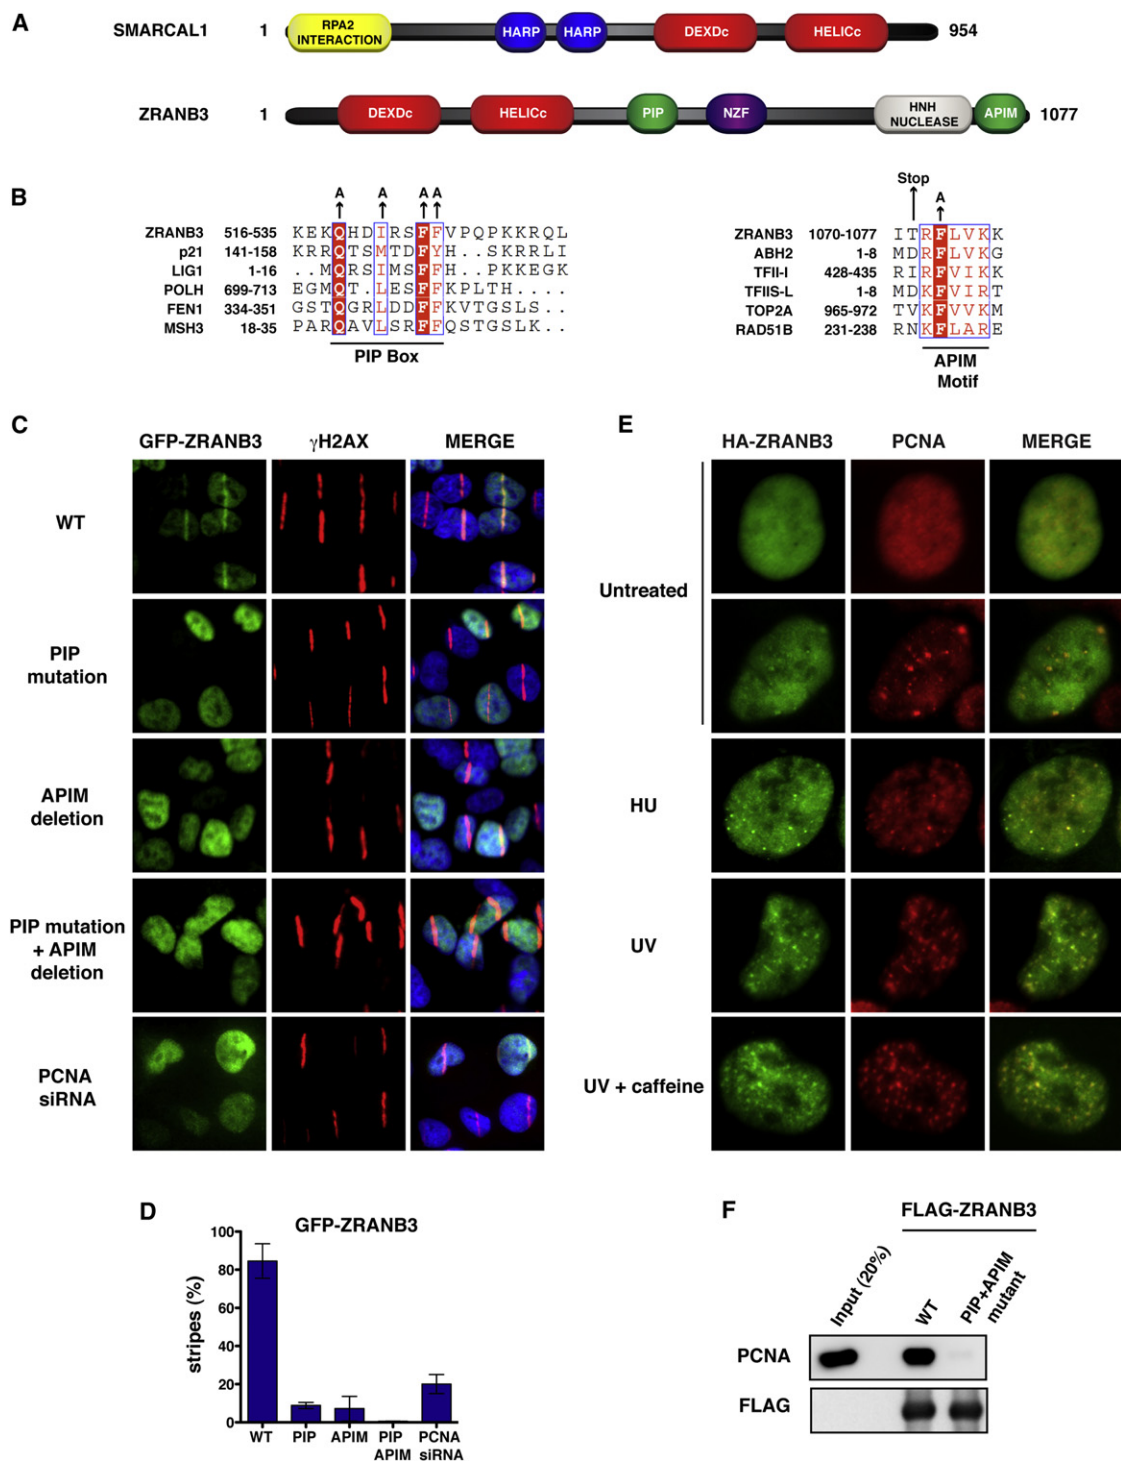 A
SMARCAL1 1 RPA2 INTERACTION HARP HARP DEXDc HELICc 954
ZRANB3 1 DEXDc HELICc PIP NZF HNH NUCLEASE APIM 1077
B
A A A A
ZRANB3 516-535 KEKQHDIRSFFVPQPKKRQL
p21 141-158 KRRQTSMTDFYH..SKRRLI
LIG1 1-16 ..MQRSIMSFFHPKKEGK
POLH 699-713 EGMQT.LESFFKPLTH....
FEN1 334-351 GSTQGRLDDFFKVTGSLS..
MSH3 18-35 PARQAVLSRFFQSTGSLK..
PIP Box
Stop
A
ZRANB3 1070-1077 ITRFLVKK
ABH2 1-8 MDRFLVKG
TFII-I 428-435 RIRFVIKR
TFIIS-L 1-8 MDKFVIRT
TOP2A 965-972 TVKFVVKM
RAD51B 231-238 RNKFLARE
APIM
Motif
C
GFP-ZRANB3 γH2AX MERGE
WT
PIP
mutation
APIM
deletion
PIP mutation
+ APIM
deletion
PCNA
siRNA
D
GFP-ZRANB3
stripes (%)
100
80
60
40
20
0
WT PIP APIM PIP APIM PCNA siRNA
E
HA-ZRANB3 PCNA MERGE
Untreated
HU
UV
UV + caffeine
F
FLAG-ZRANB3
Input (20%) WT PIP+APIM mutant
PCNA
FLAG